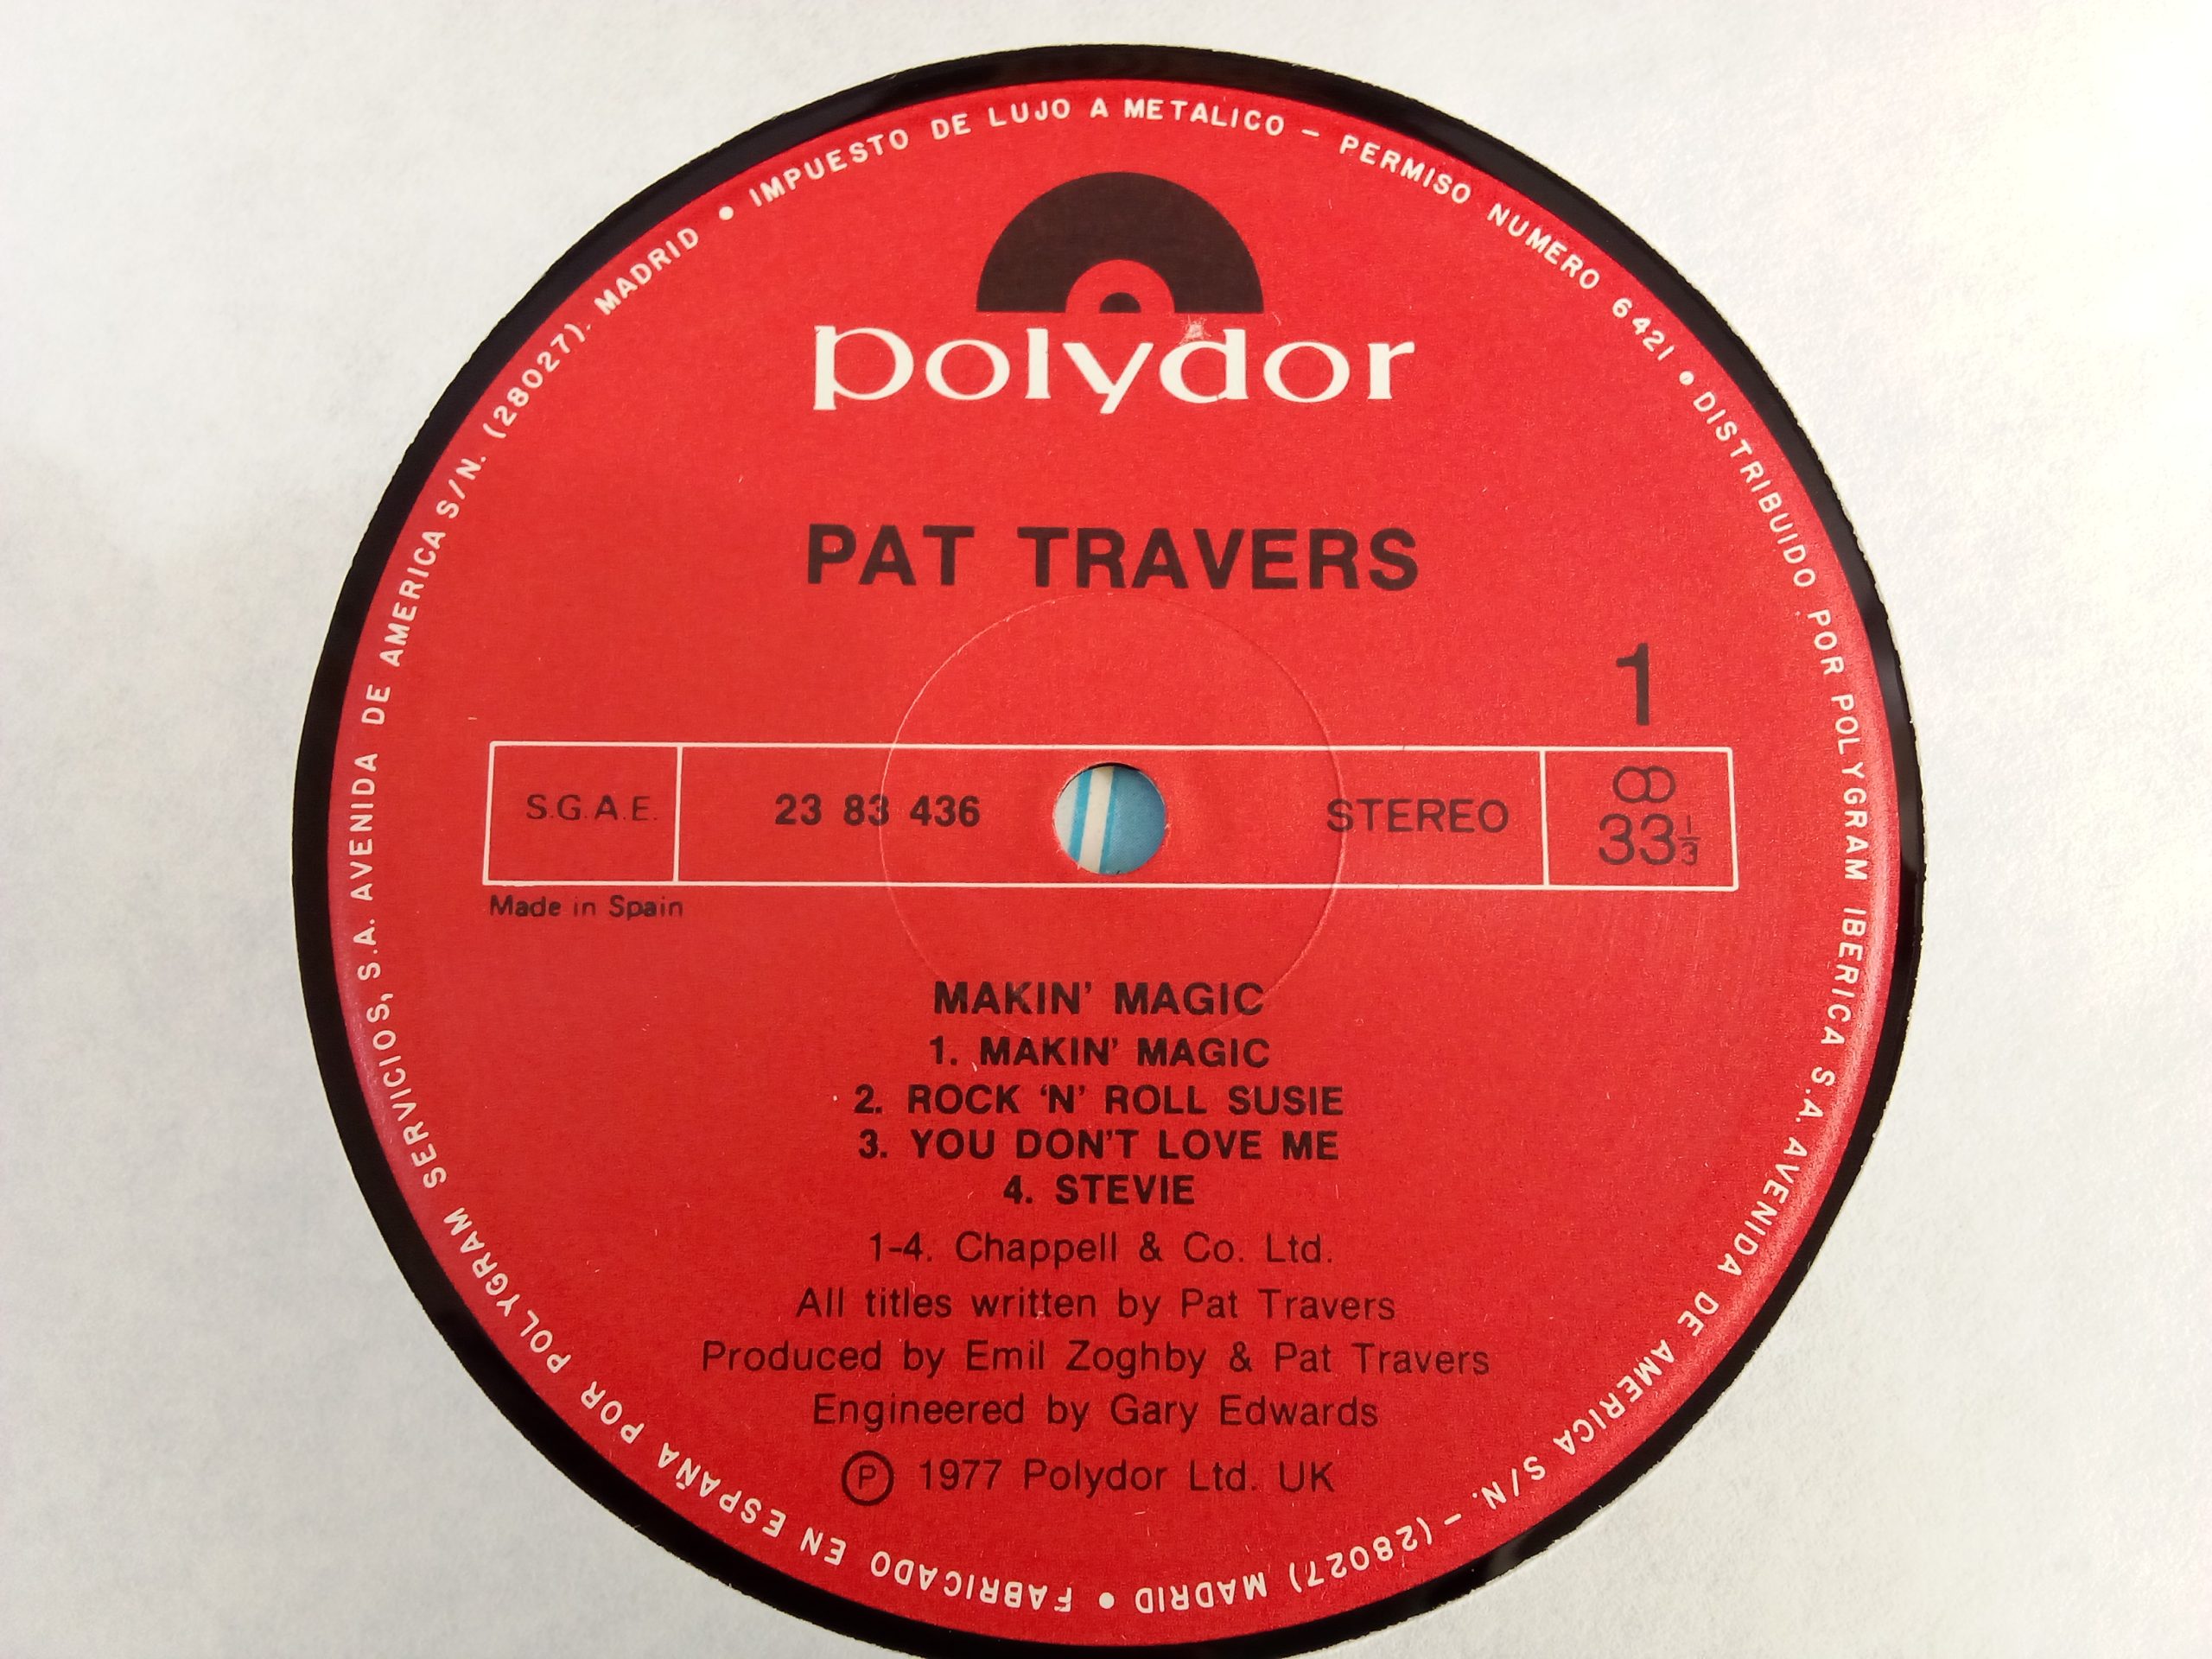 polydor
PAT TRAVERS
1
S.G.A.E.
23 83 436
STEREO
33 1/3
Made in Spain
MAKIN' MAGIC
1. MAKIN' MAGIC
2. ROCK 'N' ROLL SUSIE
3. YOU DON'T LOVE ME
4. STEVIE
1-4. Chappell & Co. Ltd.
All titles written by Pat Travers
Produced by Emil Zoghby & Pat Travers
Engineered by Gary Edwards
Ⓟ 1977 Polydor Ltd. UK
• IMPUESTO DE LUJO A METALICO – PERMISO NUMERO 6421 • DISTRIBUIDO POR POLYGRAM IBERICA S.A. AVENIDA DE AMERICA S/N. – (28027) MADRID • FABRICADO EN ESPAÑA POR POLYGRAM SERVICIOS, S.A. AVENIDA DE AMERICA S/N. (28027). MADRID